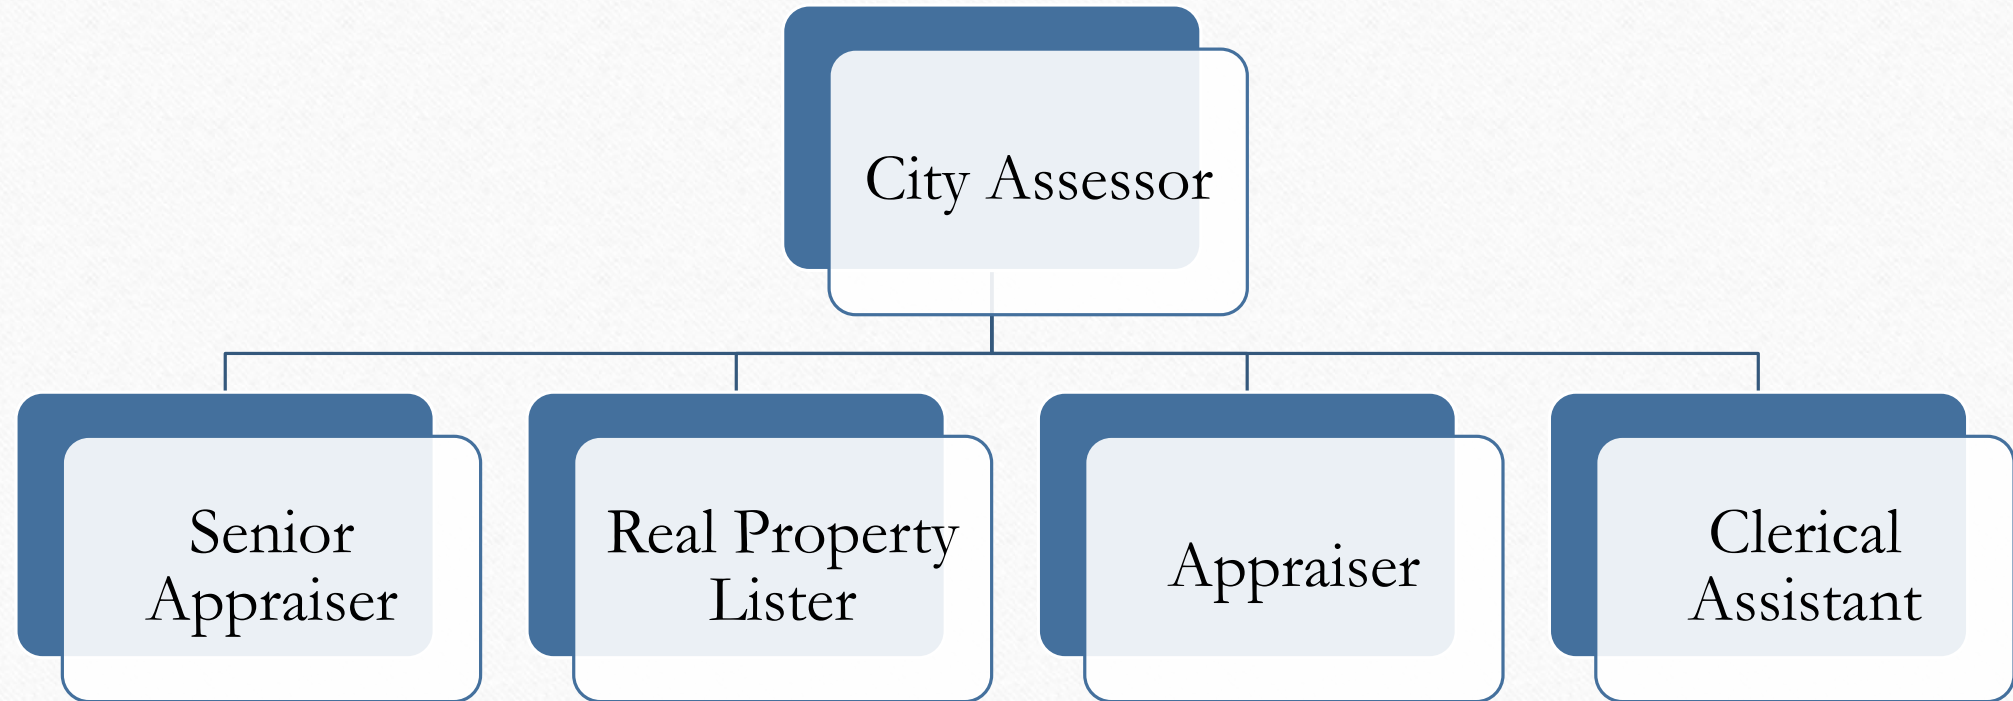 City Assessor
Senior
Appraiser
Real Property
Lister
Appraiser
Clerical
Assistant